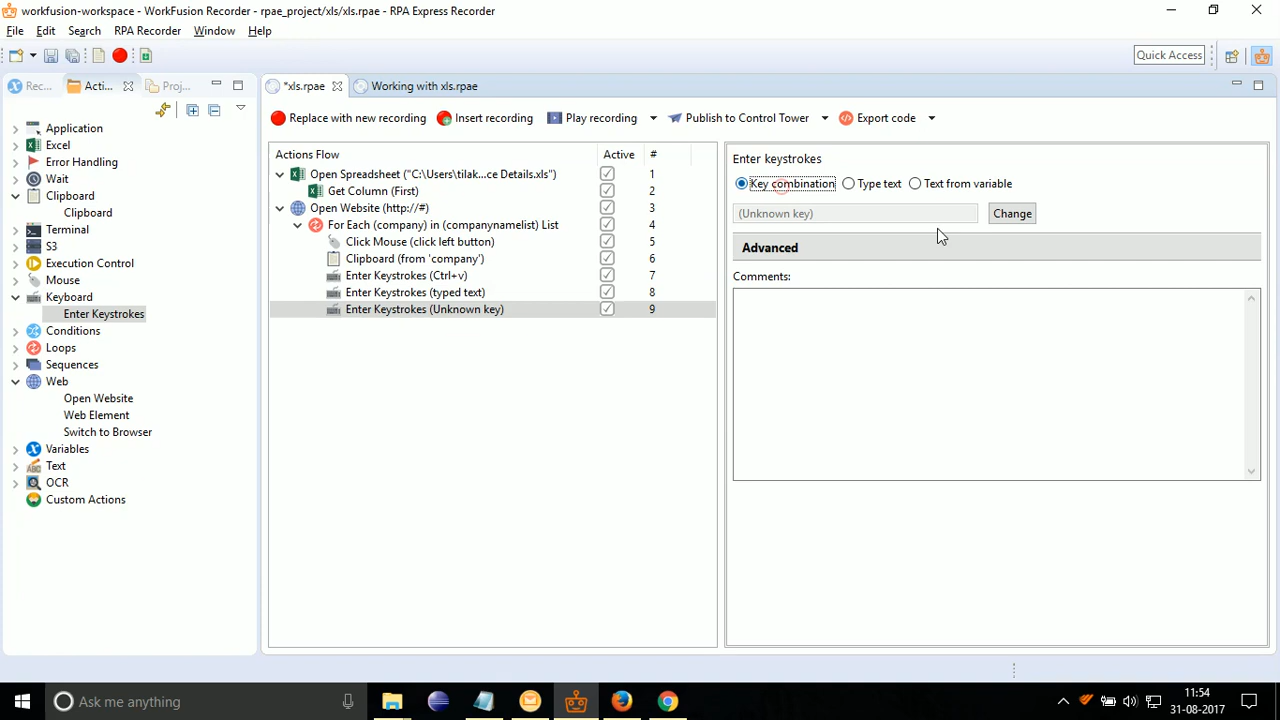 workfusion-workspace - WorkFusion Recorder - rpae_project/xls/xls.rpae - RPA Express Recorder
File Edit Search RPA Recorder Window Help
Quick Access
Rec... Acti... Proj...
*xls.rpae Working with xls.rpae
Replace with new recording Insert recording Play recording Publish to Control Tower Export code
Application
Excel
Error Handling
Wait
Clipboard
Clipboard
Terminal
S3
Execution Control
Mouse
Keyboard
Enter Keystrokes
Conditions
Loops
Sequences
Web
Open Website
Web Element
Switch to Browser
Variables
Text
OCR
Custom Actions
Actions Flow Active #
Open Spreadsheet ("C:\Users\tilak...ce Details.xls") 1
Get Column (First) 2
Open Website (http://#) 3
For Each (company) in (companynamelist) List 4
Click Mouse (click left button) 5
Clipboard (from 'company') 6
Enter Keystrokes (Ctrl+v) 7
Enter Keystrokes (typed text) 8
Enter Keystrokes (Unknown key) 9
Enter keystrokes
Key combination Type text Text from variable
(Unknown key) Change
Advanced
Comments:
Ask me anything
11:54
31-08-2017